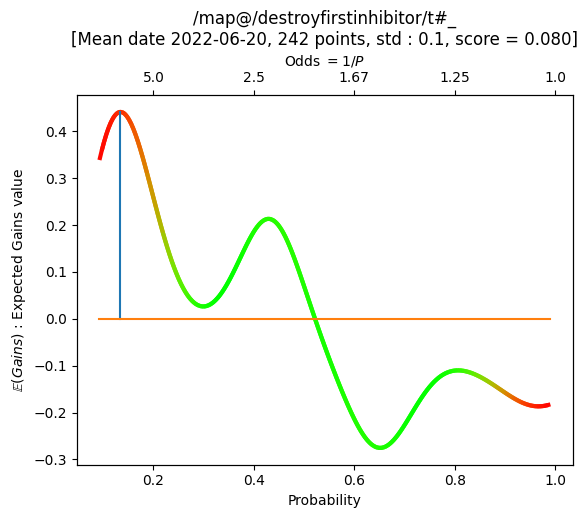 /map@/destroyfirstinhibitor/t#_
[Mean date 2022-06-20, 242 points, std : 0.1, score = 0.080]
Odds = 1/P
5.0 2.5 1.67 1.25 1.0
0.4
0.3
0.2
0.1
0.0
−0.1
−0.2
−0.3
𝔼(Gains) : Expected Gains value
0.2 0.4 0.6 0.8 1.0
Probability